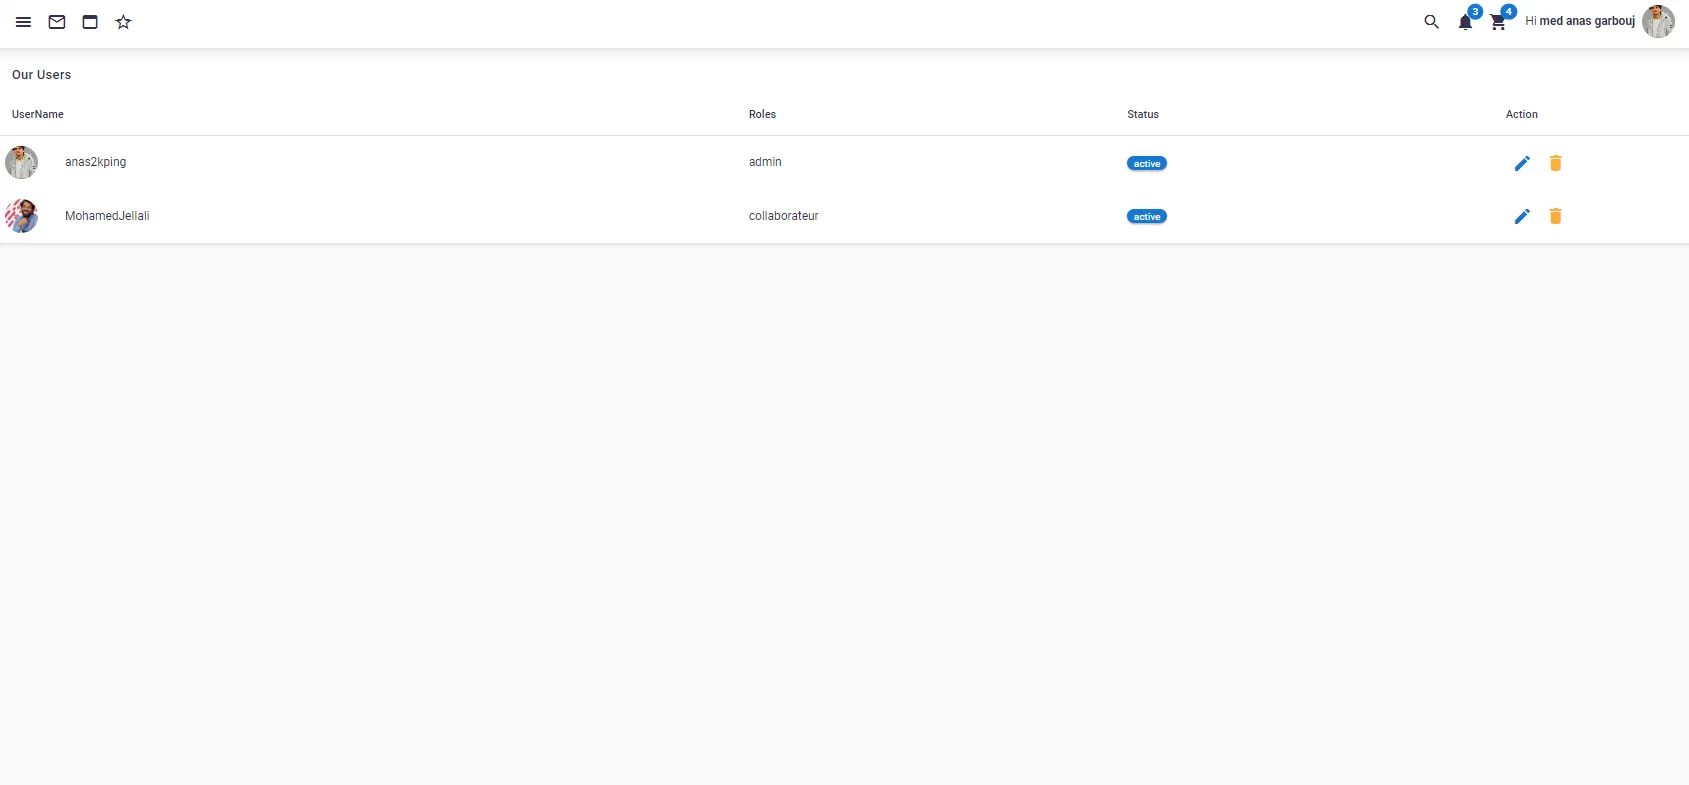 3 4 Hi med anas garbouj
Our Users
UserName Roles Status Action
anas2kping admin active
MohamedJellali collaborateur active